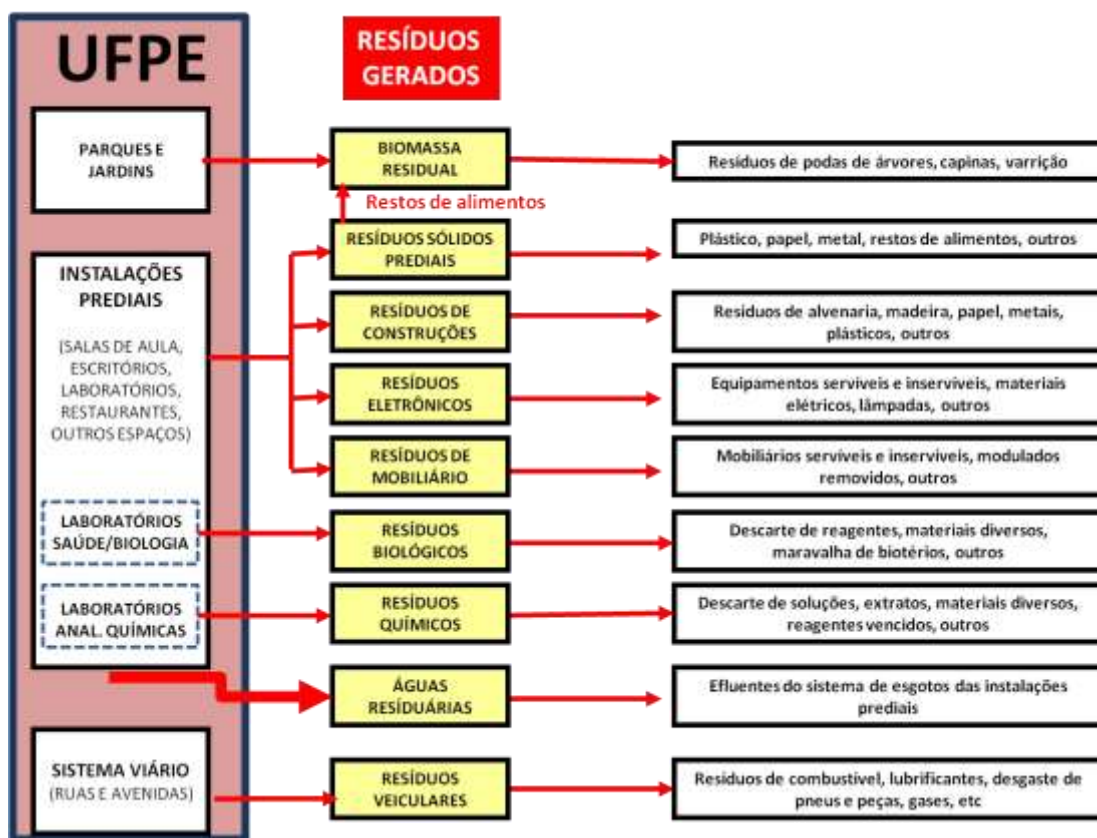 UFPE
RESÍDUOS
GERADOS
PARQUES E
JARDINS
BIOMASSA
RESIDUAL
Resíduos de podas de árvores, capinas, varrição
Restos de alimentos
INSTALAÇÕES
PREDIAIS
(SALAS DE AULA,
ESCRITÓRIOS,
LABORATÓRIOS,
RESTAURANTES,
OUTROS ESPAÇOS)
RESÍDUOS SÓLIDOS
PREDIAIS
Plástico, papel, metal, restos de alimentos, outros
RESÍDUOS DE
CONSTRUÇÕES
Resíduos de alvenaria, madeira, papel, metais,
plásticos, outros
RESÍDUOS
ELETRÔNICOS
Equipamentos servíveis e inservíveis, materiais
elétricos, lâmpadas, outros
RESÍDUOS DE
MOBILIÁRIO
Mobiliários servíveis e inservíveis, modulados
removidos, outros
LABORATÓRIOS
SAÚDE/BIOLOGIA
RESÍDUOS
BIOLÓGICOS
Descarte de reagentes, materiais diversos,
maravalha de biotérios, outros
LABORATÓRIOS
ANAL. QUÍMICAS
RESÍDUOS
QUÍMICOS
Descarte de soluções, extratos, materiais diversos,
reagentes vencidos, outros
ÁGUAS
RESÍDUÁRIAS
Efluentes do sistema de esgotos das instalações
prediais
SISTEMA VIÁRIO
(RUAS E AVENIDAS)
RESÍDUOS
VEICULARES
Resíduos de combustível, lubrificantes, desgaste de
pneus e peças, gases, etc